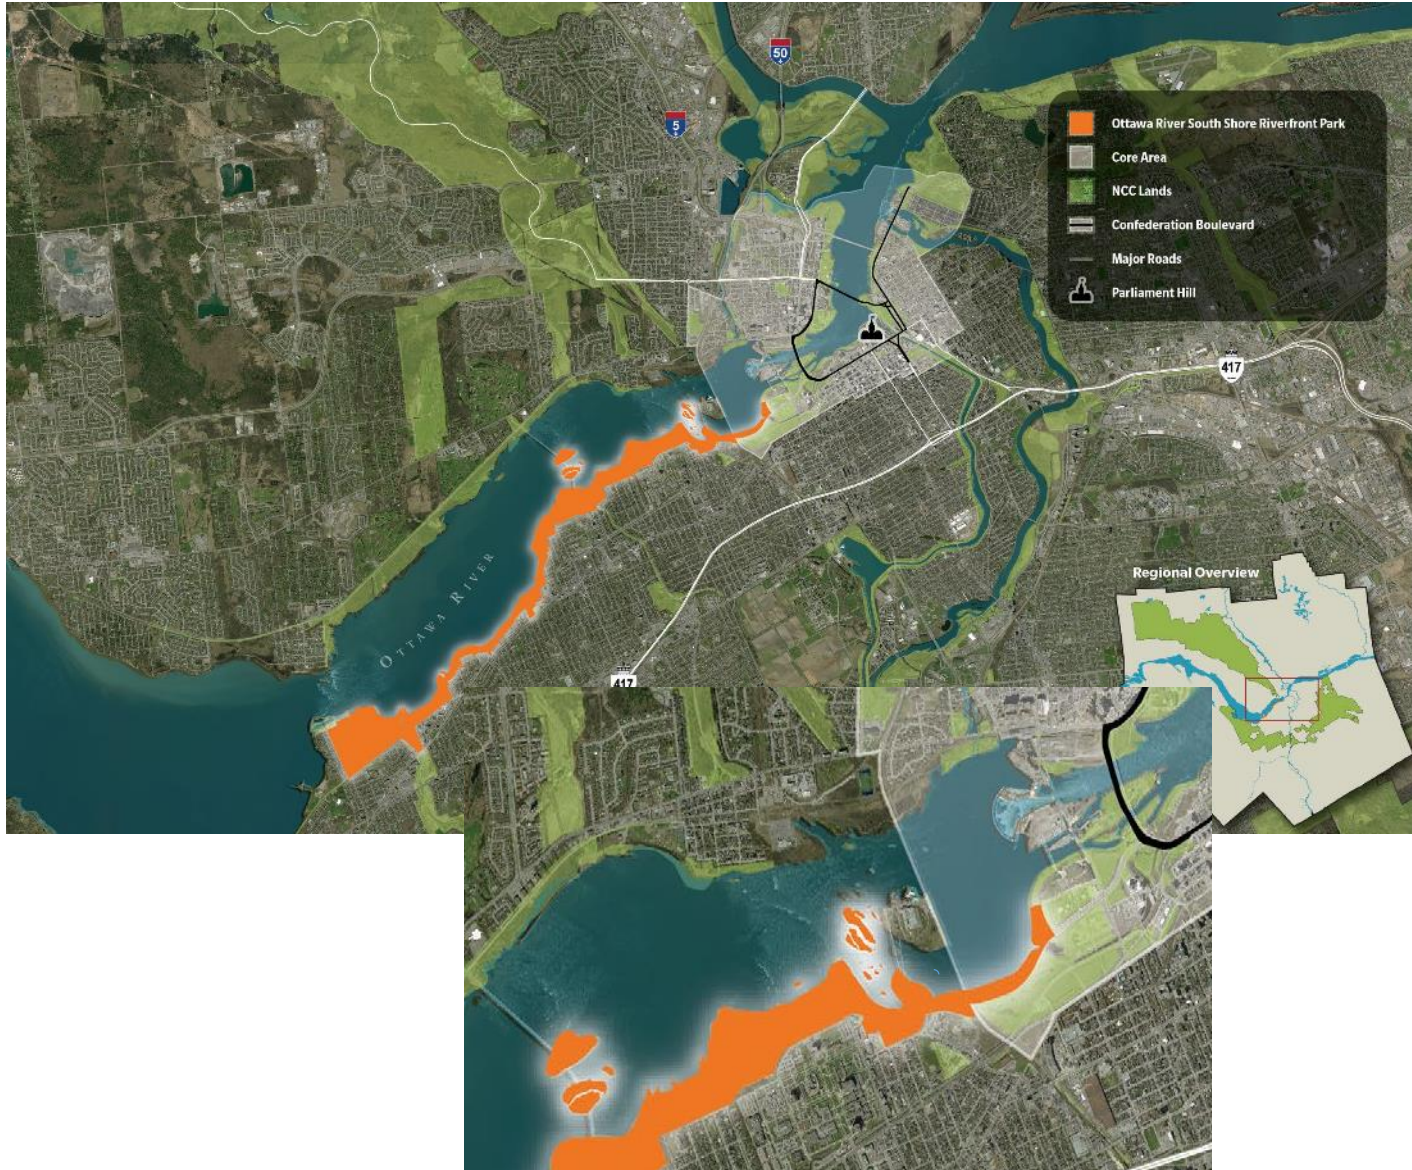 50
5
Ottawa River South Shore Riverfront Park
Core Area
NCC Lands
Confederation Boulevard
Major Roads
Parliament Hill
417
OTTAWA RIVER
Regional Overview
417